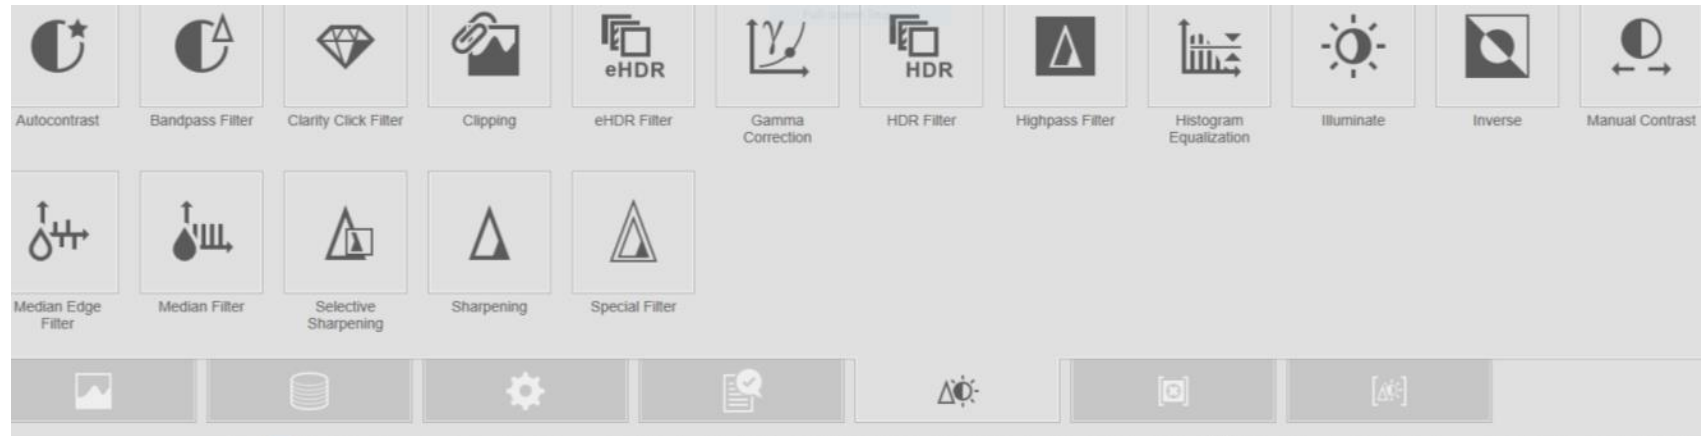 eHDR
γ
HDR
Autocontrast
Bandpass Filter
Clarity Click Filter
Clipping
eHDR Filter
Gamma
Correction
HDR Filter
Highpass Filter
Histogram
Equalization
Illuminate
Inverse
Manual Contrast
Median Edge
Filter
Median Filter
Selective
Sharpening
Sharpening
Special Filter